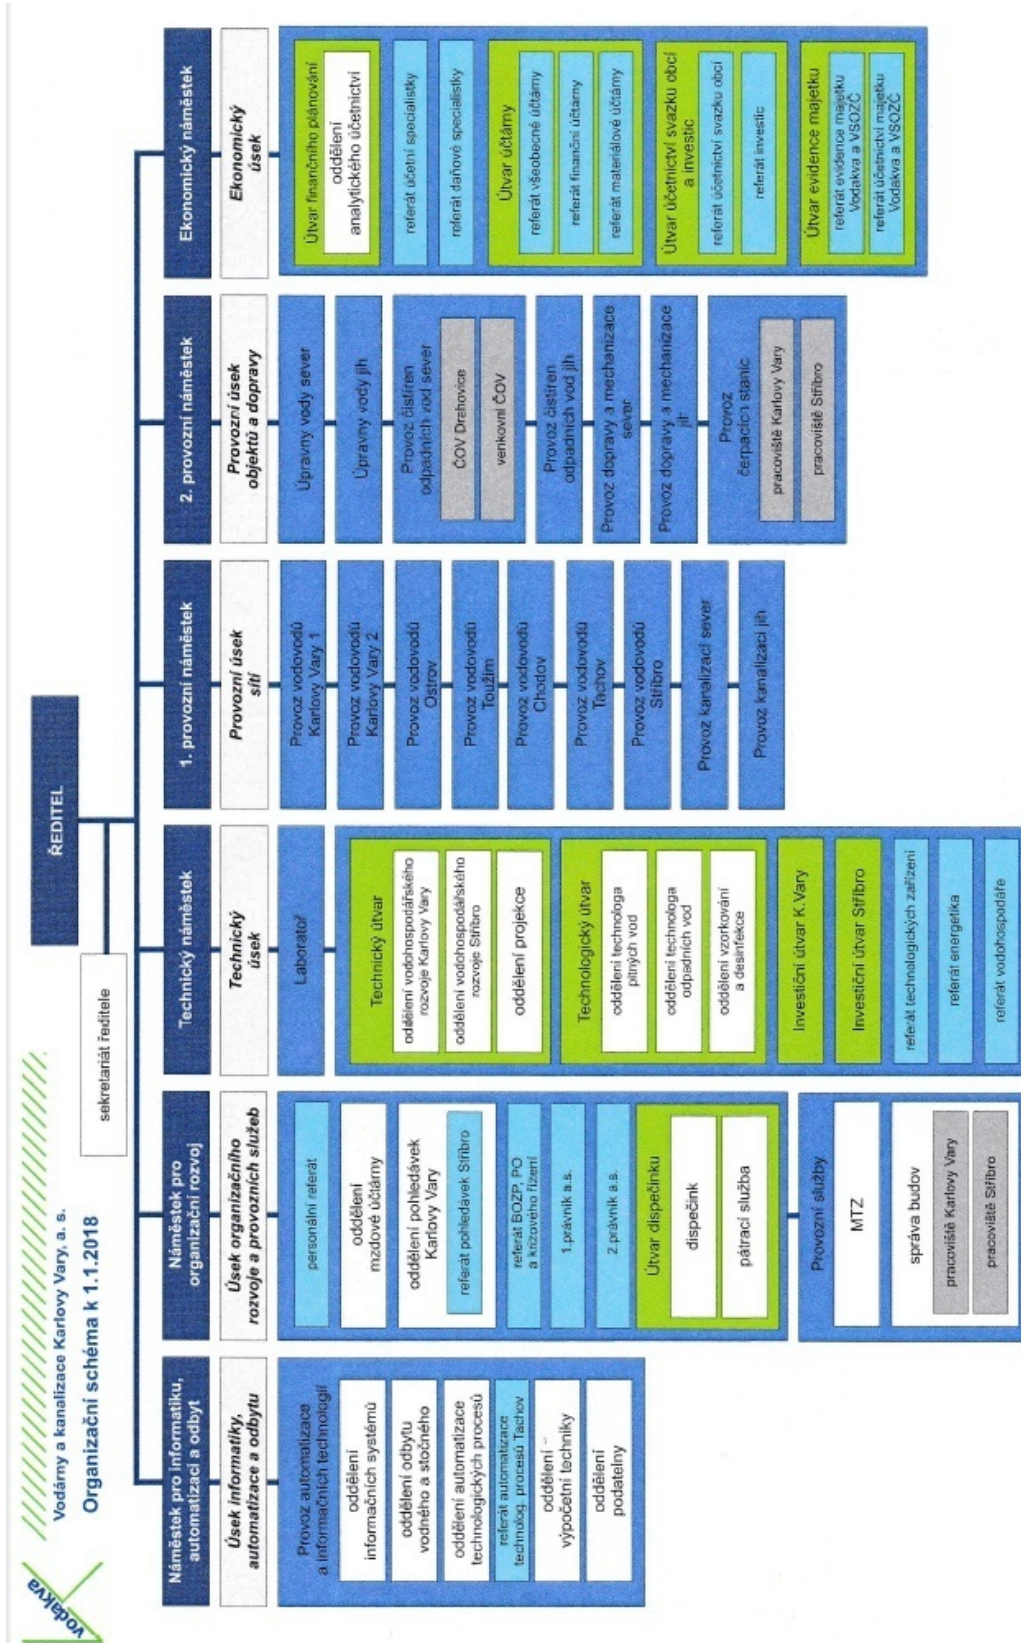 vodakva
Vodárny a kanalizace Karlovy Vary, a. s.
Organizační schéma k 1.1.2018
ŘEDITEL
sekretariát ředitele
Náměstek pro informatiku,
automatizaci a odbyt
Úsek informatiky,
automatizace a odbytu
Provoz automatizace
a informačních technologií
oddělení
informačních systémů
oddělení odbytu
vodného a stočného
oddělení automatizace
technologických procesů
referát automatizace
technolog. procesů Tachov
oddělení
výpočetní techniky
oddělení
podatelny
Náměstek pro
organizační rozvoj
Úsek organizačního
rozvoje a provozních služeb
personální referát
oddělení
mzdové účtárny
oddělení pohledávek
Karlovy Vary
referát pohledávek Stříbro
referát BOZP, PO
a krizového řízení
1.právník a.s.
2.právník a.s.
Útvar dispečinku
dispečink
pátrací služba
Provozní služby
MTZ
správa budov
pracoviště Karlovy Vary
pracoviště Stříbro
Technický náměstek
Technický
úsek
Laboratoř
Technický útvar
oddělení vodohospodářského
rozvoje Karlovy Vary
oddělení vodohospodářského
rozvoje Stříbro
oddělení projekce
Technologický útvar
oddělení technologa
pitných vod
oddělení technologa
odpadních vod
oddělení vzorkování
a desinfekce
Investiční útvar K.Vary
Investiční útvar Stříbro
referát technologických zařízení
referát energetika
referát vodohospodáře
1. provozní náměstek
Provozní úsek
sítí
Provoz vodovodů
Karlovy Vary 1
Provoz vodovodů
Karlovy Vary 2
Provoz vodovodů
Ostrov
Provoz vodovodů
Toužim
Provoz vodovodů
Chodov
Provoz vodovodů
Tachov
Provoz vodovodů
Stříbro
Provoz kanalizací sever
Provoz kanalizací jih
2. provozní náměstek
Provozní úsek
objektů a dopravy
Úpravny vody sever
Úpravny vody jih
Provoz čistíren
odpadních vod sever
ČOV Drahovice
venkovní ČOV
Provoz čistíren
odpadních vod jih
Provoz dopravy a mechanizace
sever
Provoz dopravy a mechanizace
jih
Provoz
čerpacích stanic
pracoviště Karlovy Vary
pracoviště Stříbro
Ekonomický náměstek
Ekonomický
úsek
Útvar finančního plánování
oddělení
analytického účetnictví
referát účetní specialistky
referát daňové specialistky
Útvar účtárny
referát všeobecné účtárny
referát finanční účtárny
referát materiálové účtárny
Útvar účetnictví svazku obcí
a investic
referát účetnictví svazku obcí
referát investic
Útvar evidence majetku
referát evidence majetku
Vodakva a VSOZČ
referát účetnictví majetku
Vodakva a VSOZČ